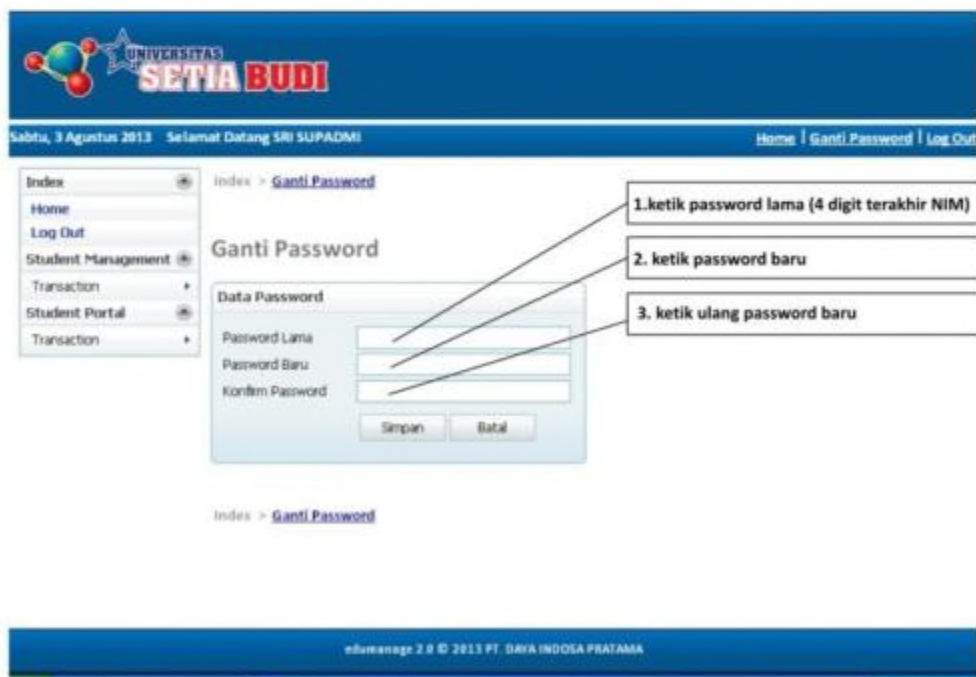 UNIVERSITAS
SETIA BUDI
Sabtu, 3 Agustus 2013 Selamat Datang SRI SUPADMI
Home | Ganti Password | Log Out
Index
Home
Log Out
Student Management
Transaction
Student Portal
Transaction
Index > Ganti Password
Ganti Password
Data Password
Password Lama
Password Baru
Konfirm Password
Simpan Batal
1.ketik password lama (4 digit terakhir NIM)
2. ketik password baru
3. ketik ulang password baru
Index > Ganti Password
edumanage 2.0 © 2013 PT. DAYA INDOSA PRATAMA